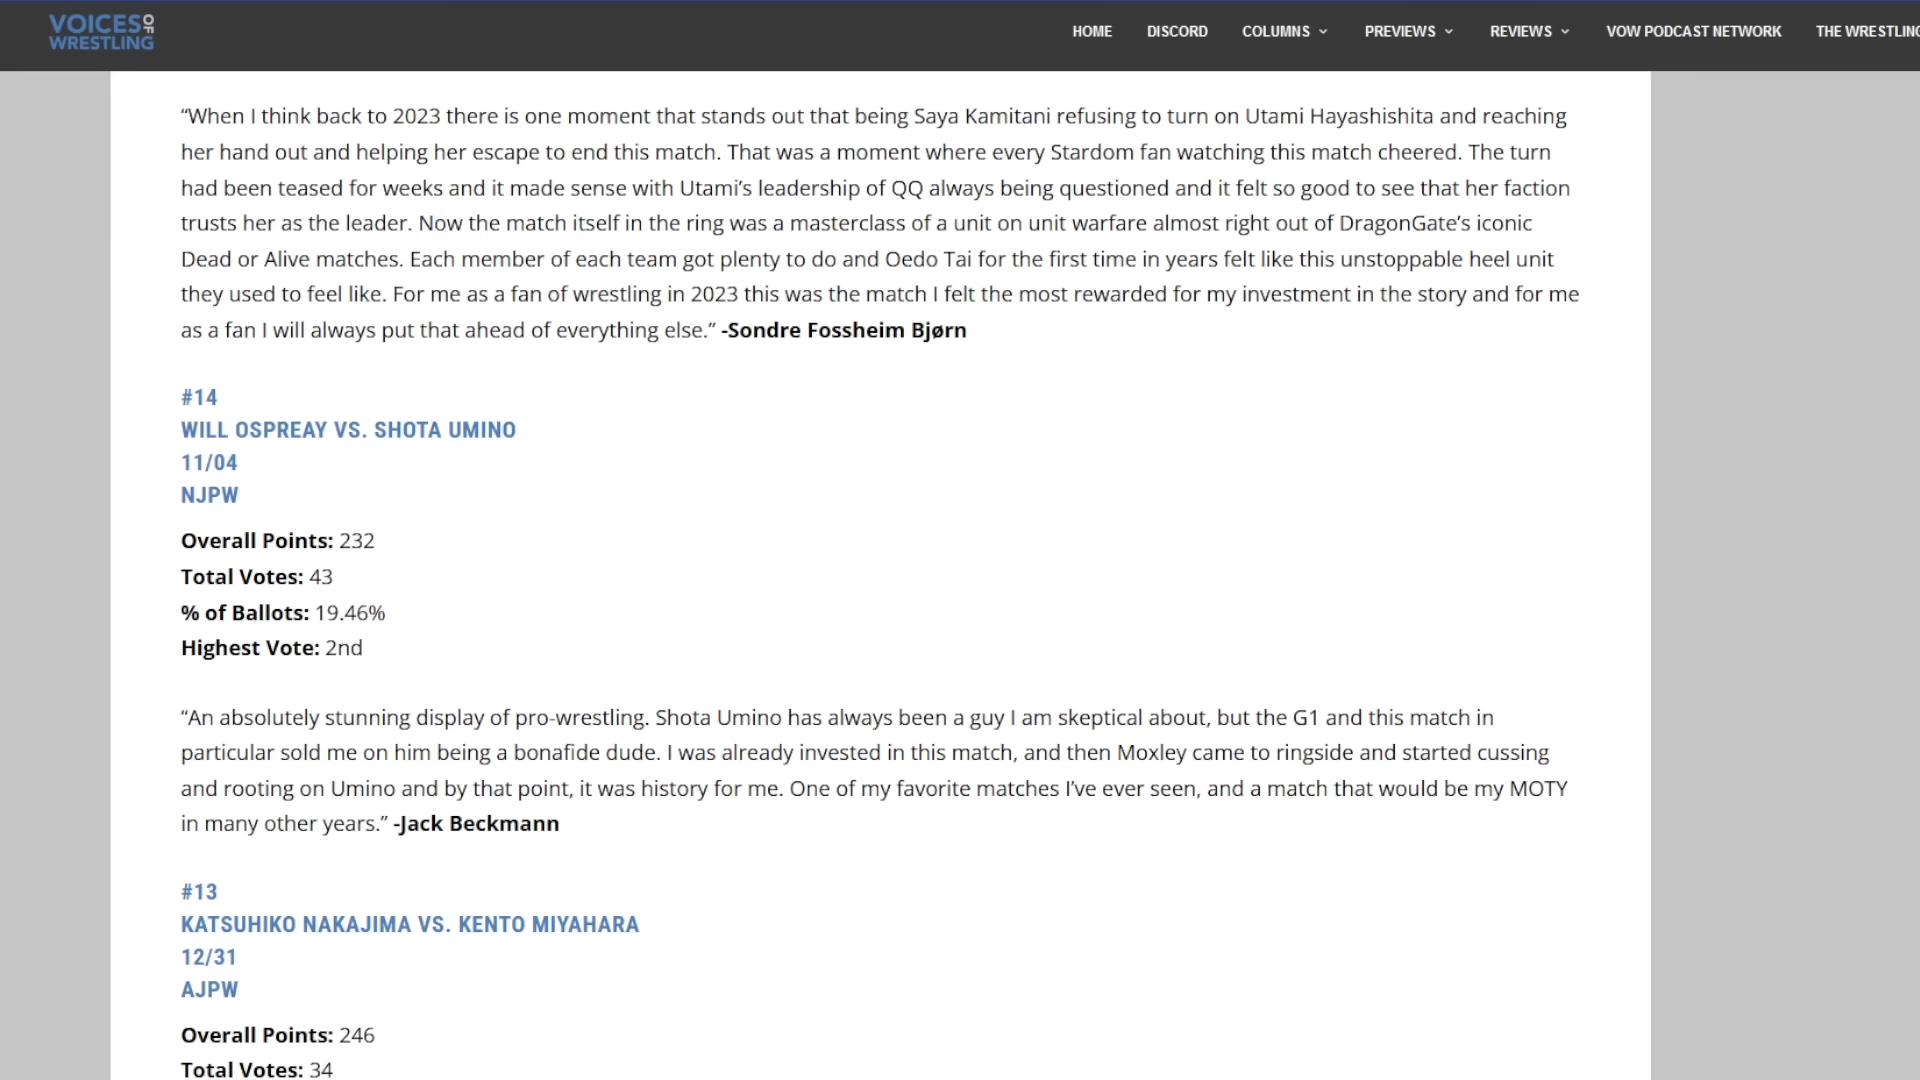 VOICES OF
WRESTLING
HOME DISCORD COLUMNS PREVIEWS REVIEWS VOW PODCAST NETWORK THE WRESTLING
“When I think back to 2023 there is one moment that stands out that being Saya Kamitani refusing to turn on Utami Hayashishita and reaching
her hand out and helping her escape to end this match. That was a moment where every Stardom fan watching this match cheered. The turn
had been teased for weeks and it made sense with Utami’s leadership of QQ always being questioned and it felt so good to see that her faction
trusts her as the leader. Now the match itself in the ring was a masterclass of a unit on unit warfare almost right out of DragonGate’s iconic
Dead or Alive matches. Each member of each team got plenty to do and Oedo Tai for the first time in years felt like this unstoppable heel unit
they used to feel like. For me as a fan of wrestling in 2023 this was the match I felt the most rewarded for my investment in the story and for me
as a fan I will always put that ahead of everything else.” -Sondre Fossheim Bjørn
#14
WILL OSPREAY VS. SHOTA UMINO
11/04
NJPW
Overall Points: 232
Total Votes: 43
% of Ballots: 19.46%
Highest Vote: 2nd
“An absolutely stunning display of pro-wrestling. Shota Umino has always been a guy I am skeptical about, but the G1 and this match in
particular sold me on him being a bonafide dude. I was already invested in this match, and then Moxley came to ringside and started cussing
and rooting on Umino and by that point, it was history for me. One of my favorite matches I’ve ever seen, and a match that would be my MOTY
in many other years.” -Jack Beckmann
#13
KATSUHIKO NAKAJIMA VS. KENTO MIYAHARA
12/31
AJPW
Overall Points: 246
Total Votes: 34